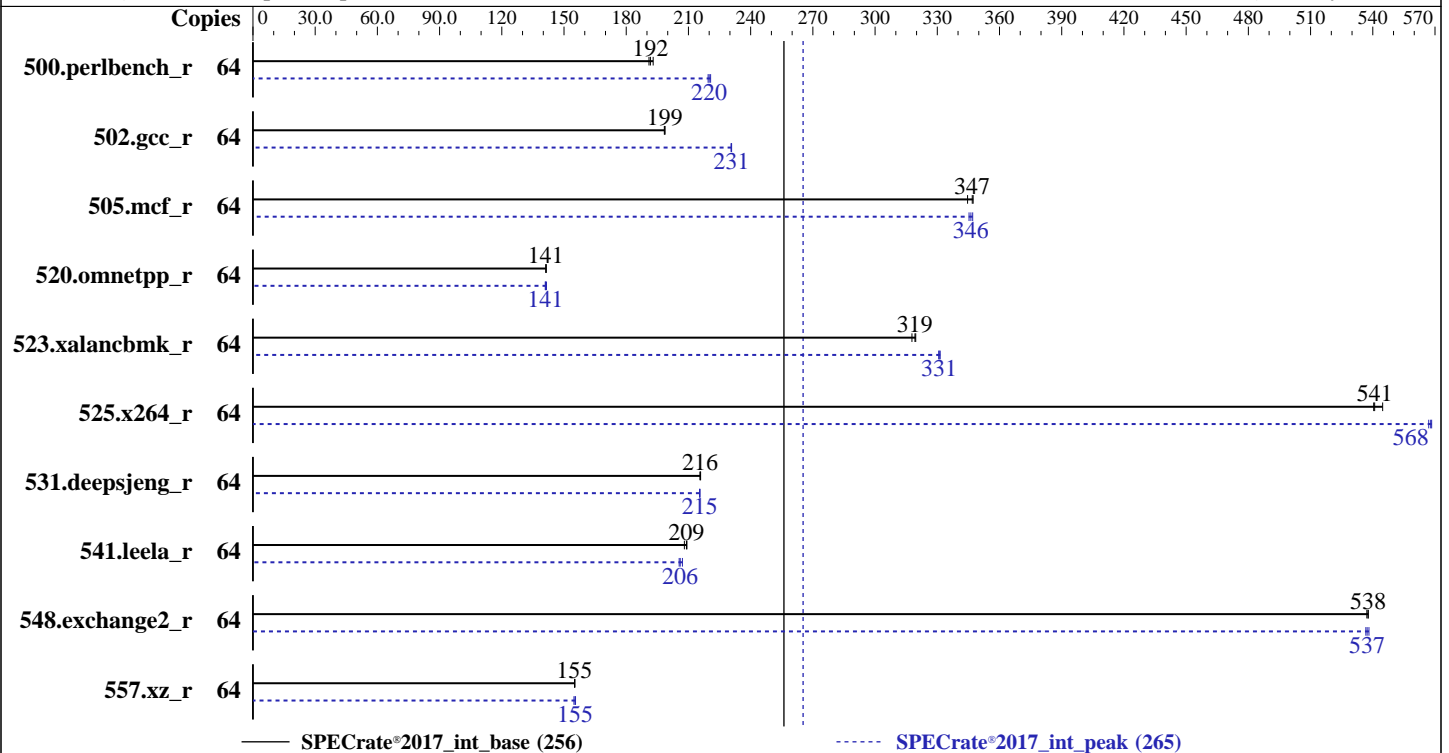 Copies 0 30.0 60.0 90.0 120 150 180 210 240 270 300 330 360 390 420 450 480 510 540 570
192
500.perlbench_r 64
220
199
502.gcc_r 64
231
347
505.mcf_r 64
346
141
520.omnetpp_r 64
141
319
523.xalancbmk_r 64
331
541
525.x264_r 64
568
216
531.deepsjeng_r 64
215
209
541.leela_r 64
206
538
548.exchange2_r 64
537
155
557.xz_r 64
155
SPECrate®2017_int_base (256) SPECrate®2017_int_peak (265)